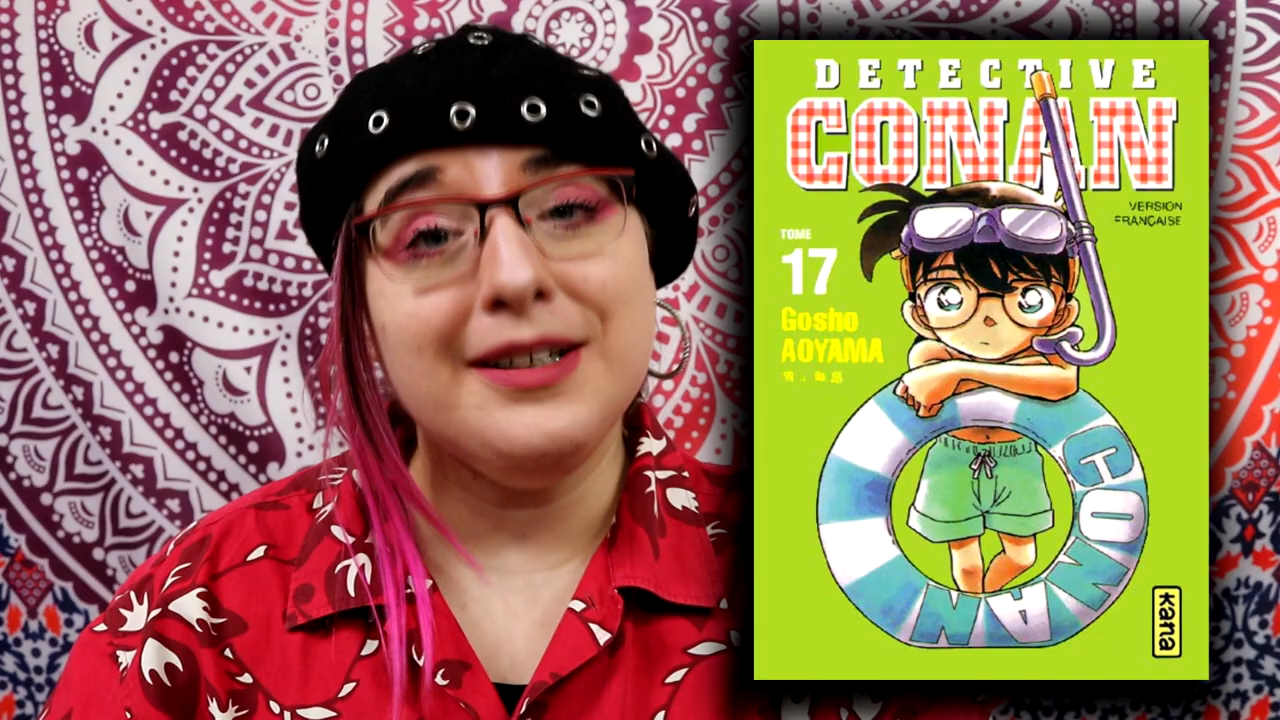 DETECTIVE
CONAN
VERSION
FRANÇAISE
TOME
17
Gosho
AOYAMA
CONAN
kana